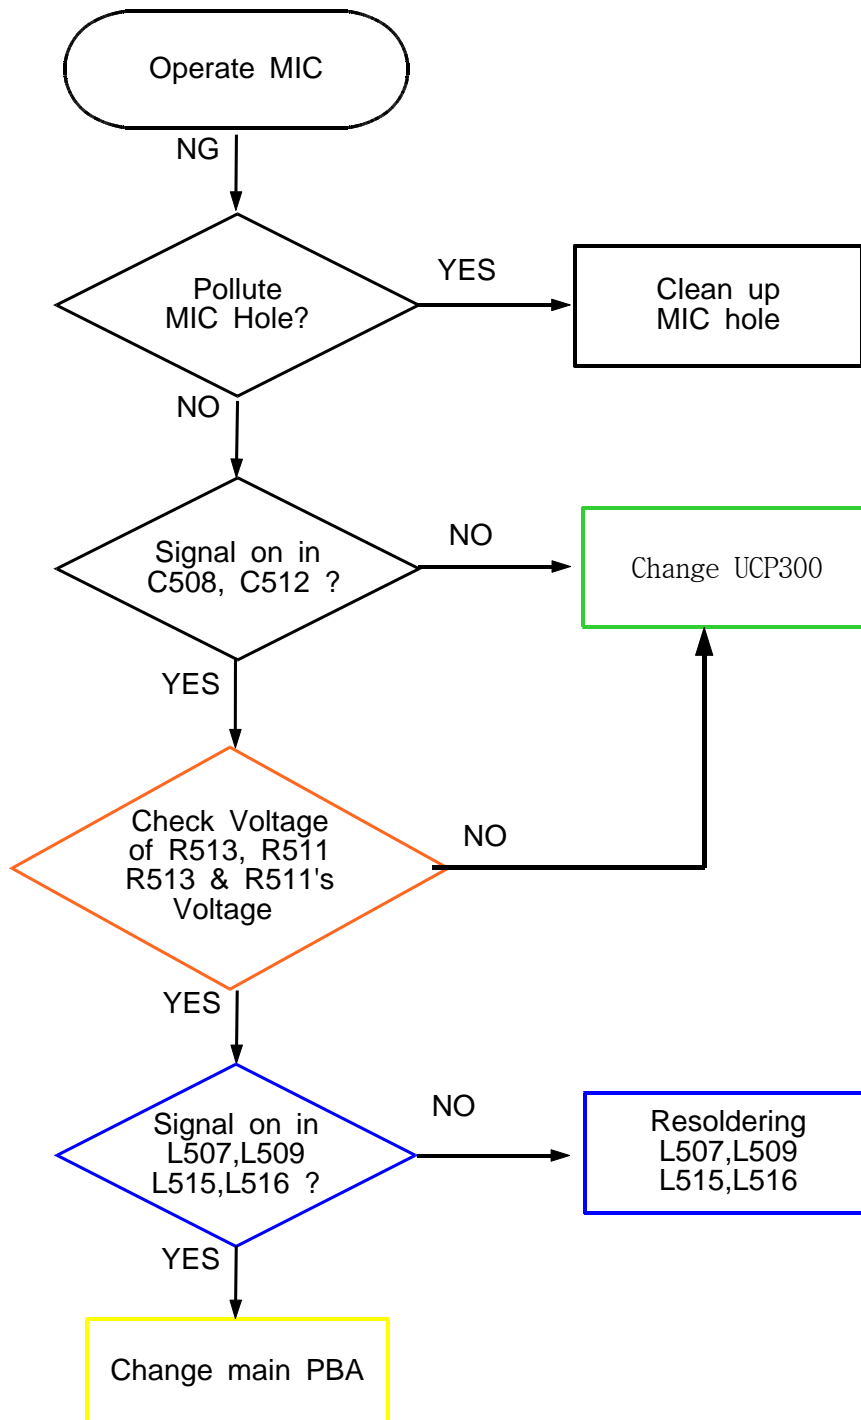 Operate MIC
NG
Pollute
MIC Hole?
YES
Clean up
MIC hole
NO
Signal on in
C508, C512 ?
NO
Change UCP300
YES
Check Voltage
of R513, R511
R513 & R511's
Voltage
NO
YES
Signal on in
L507,L509
L515,L516 ?
NO
Resoldering
L507,L509
L515,L516
YES
Change main PBA